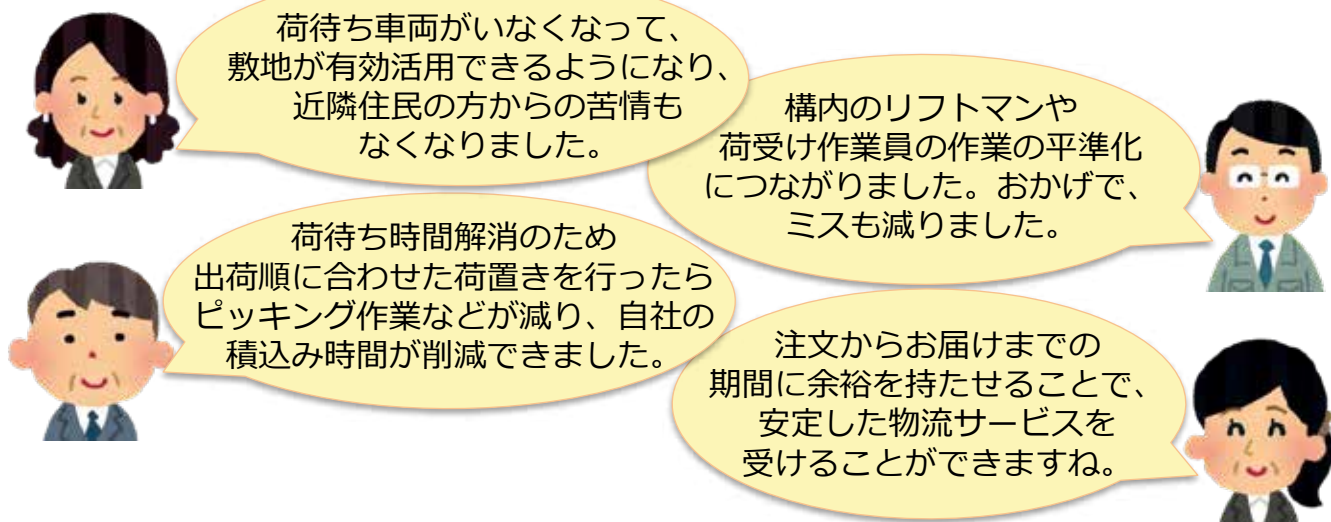 荷待ち車両がいなくなって、
敷地が有効活用できるようになり、
近隣住民の方からの苦情も
なくなりました。
構内のリフトマンや
荷受け作業員の作業の平準化
につながりました。おかげで、
ミスも減りました。
荷待ち時間解消のため
出荷順に合わせた荷置きを行ったら
ピッキング作業などが減り、自社の
積込み時間が削減できました。
注文からお届けまでの
期間に余裕を持たせることで、
安定した物流サービスを
受けることができますね。